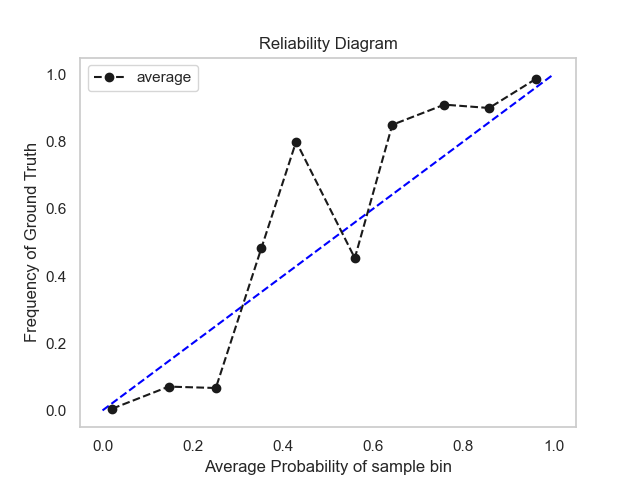 Reliability Diagram
average
Frequency of Ground Truth
1.0
0.8
0.6
0.4
0.2
0.0
0.0 0.2 0.4 0.6 0.8 1.0
Average Probability of sample bin